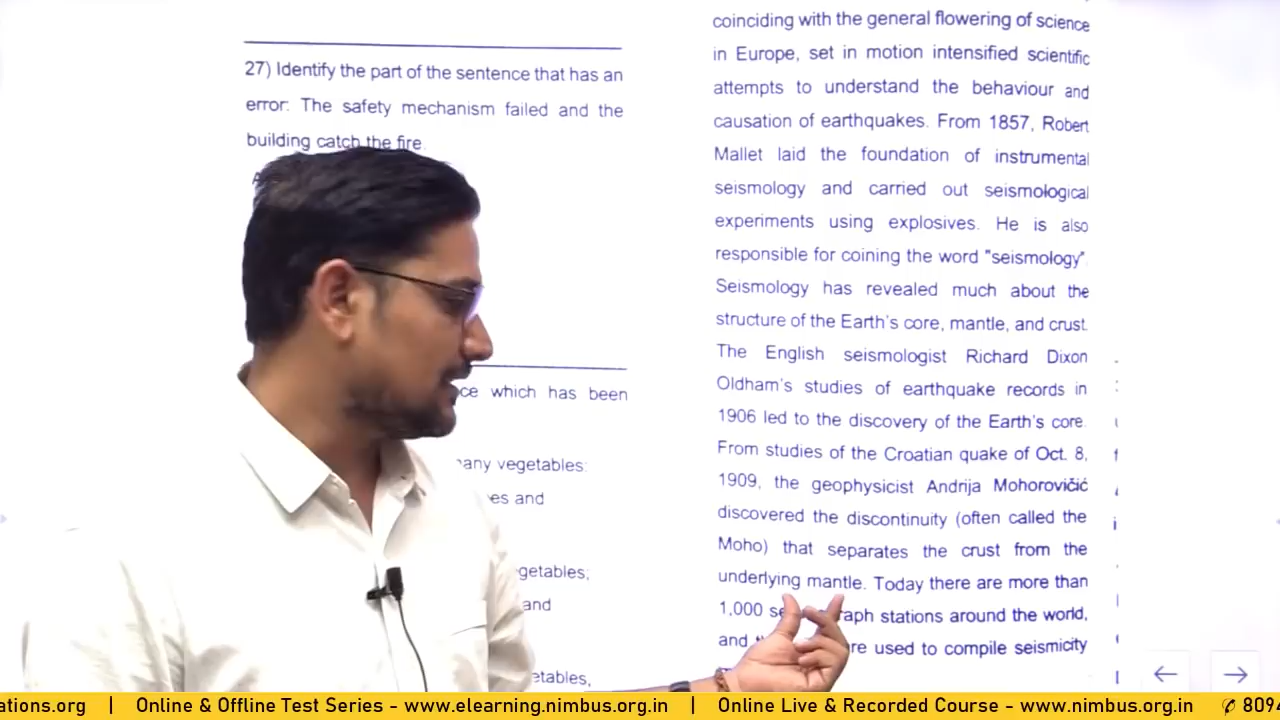 27) Identify the part of the sentence that has an
error: The safety mechanism failed and the
building catch the fire.
which has been
vegetables:
and
and
coinciding with the general flowering of science
in Europe, set in motion intensified scientific
attempts to understand the behaviour and
causation of earthquakes. From 1857, Robert
Mallet laid the foundation of instrumental
seismology and carried out seismological
experiments using explosives. He is also
responsible for coining the word "seismology".
Seismology has revealed much about the
structure of the Earth's core, mantle, and crust.
The English seismologist Richard Dixon
Oldham's studies of earthquake records in
1906 led to the discovery of the Earth's core.
From studies of the Croatian quake of Oct. 8,
1909, the geophysicist Andrija Mohorovičić
discovered the discontinuity (often called the
Moho) that separates the crust from the
underlying mantle. Today there are more than
1,000 stations around the world,
and used to compile seismicity
ations.org | Online & Offline Test Series - www.elearning.nimbus.org.in | Online Live & Recorded Course - www.nimbus.org.in ✆ 8094